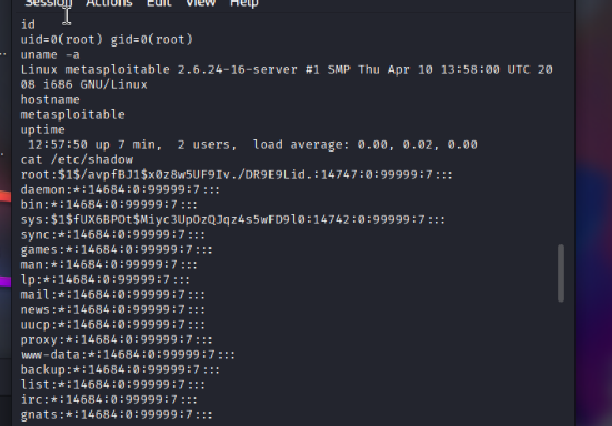 Session Actions Edit View Help
id
uid=0(root) gid=0(root)
uname -a
Linux metasploitable 2.6.24-16-server #1 SMP Thu Apr 10 13:58:00 UTC 20
08 i686 GNU/Linux
hostname
metasploitable
uptime
 12:57:50 up 7 min,  2 users,  load average: 0.00, 0.02, 0.00
cat /etc/shadow
root:$1$/avpfBJ1$x0z8w5UF9Iv./DR9E9Lid.:14747:0:99999:7:::
daemon:*:14684:0:99999:7:::
bin:*:14684:0:99999:7:::
sys:$1$fUX6BPOt$Miyc3UpOzQJqz4s5wFD9l0:14742:0:99999:7:::
sync:*:14684:0:99999:7:::
games:*:14684:0:99999:7:::
man:*:14684:0:99999:7:::
lp:*:14684:0:99999:7:::
mail:*:14684:0:99999:7:::
news:*:14684:0:99999:7:::
uucp:*:14684:0:99999:7:::
proxy:*:14684:0:99999:7:::
www-data:*:14684:0:99999:7:::
backup:*:14684:0:99999:7:::
list:*:14684:0:99999:7:::
irc:*:14684:0:99999:7:::
gnats:*:14684:0:99999:7:::